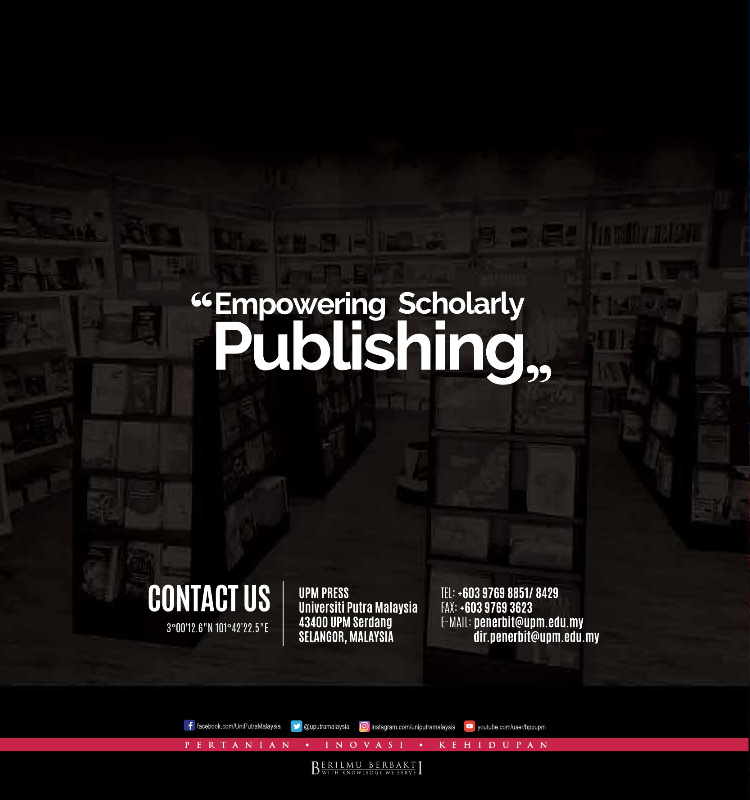 “Empowering Scholarly
Publishing„
CONTACT US
3°00'12.6"N 101°42'22.5"E
UPM PRESS
Universiti Putra Malaysia
43400 UPM Serdang
SELANGOR, MALAYSIA
TEL: +603 9769 8851/ 8429
FAX: +603 9769 3623
E-MAIL: penerbit@upm.edu.my
dir.penerbit@upm.edu.my
facebook.com/UniPutraMalaysia @uputramalaysia instagram.com/uniputramalaysia youtube.com/user/bppupm
PERTANIAN • INOVASI • KEHIDUPAN
BERILMU BERBAKTI
WITH KNOWLEDGE WE SERVE